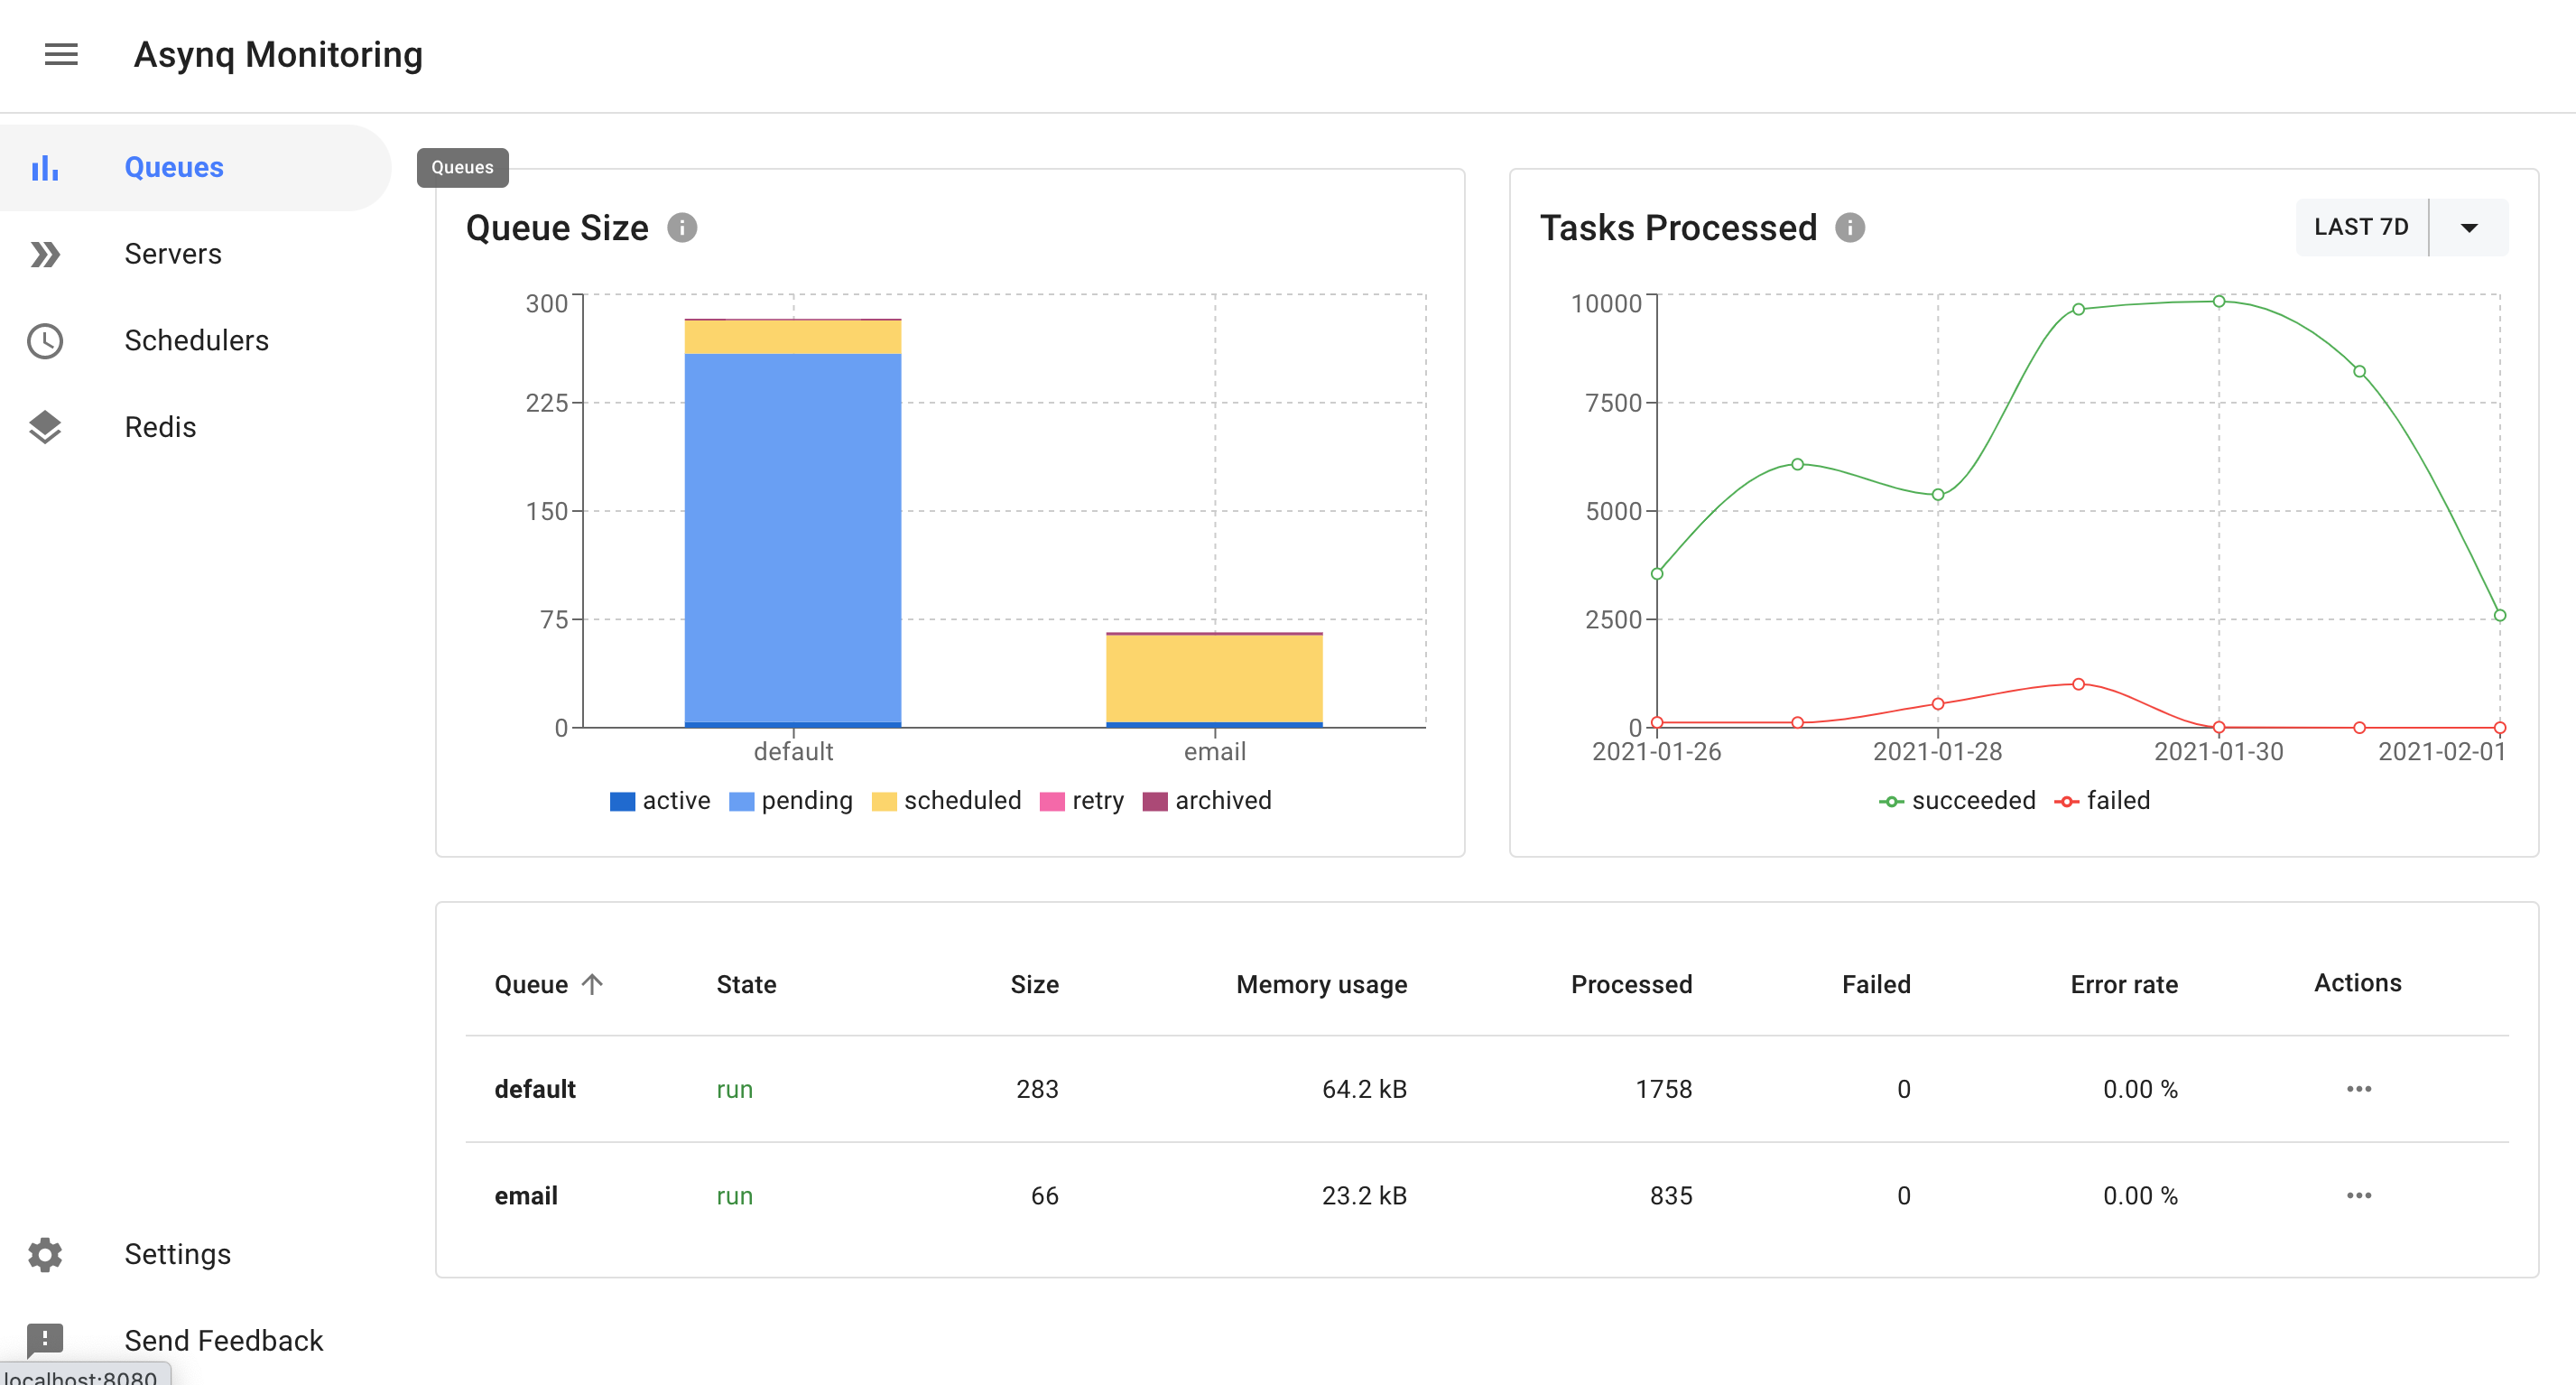 Asynq Monitoring
Queues
Servers
Schedulers
Redis
Settings
Send Feedback
localhost:8080
Queues
Queue Size
300
225
150
75
0
default email
active pending scheduled retry archived
Tasks Processed
LAST 7D
10000
7500
5000
2500
0
2021-01-26 2021-01-28 2021-01-30 2021-02-01
succeeded failed
Queue State Size Memory usage Processed Failed Error rate Actions
default run 283 64.2 kB 1758 0 0.00 %
email run 66 23.2 kB 835 0 0.00 %